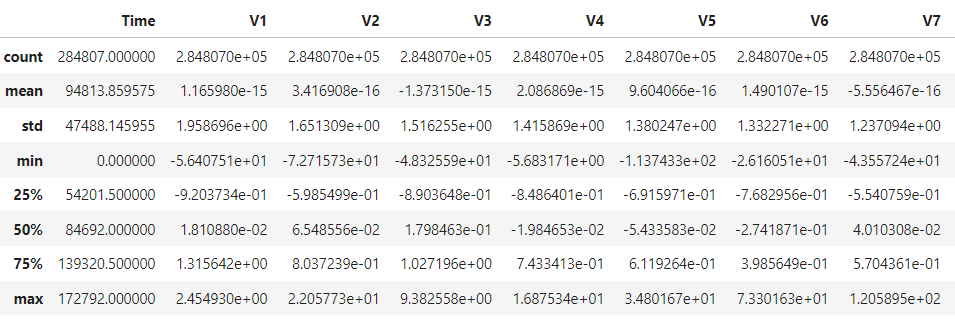 Time V1 V2 V3 V4 V5 V6 V7
count 284807.000000 2.848070e+05 2.848070e+05 2.848070e+05 2.848070e+05 2.848070e+05 2.848070e+05 2.848070e+05
mean 94813.859575 1.165980e-15 3.416908e-16 -1.373150e-15 2.086869e-15 9.604066e-16 1.490107e-15 -5.556467e-16
std 47488.145955 1.958696e+00 1.651309e+00 1.516255e+00 1.415869e+00 1.380247e+00 1.332271e+00 1.237094e+00
min 0.000000 -5.640751e+01 -7.271573e+01 -4.832559e+01 -5.683171e+00 -1.137433e+02 -2.616051e+01 -4.355724e+01
25% 54201.500000 -9.203734e-01 -5.985499e-01 -8.903648e-01 -8.486401e-01 -6.915971e-01 -7.682956e-01 -5.540759e-01
50% 84692.000000 1.810880e-02 6.548556e-02 1.798463e-01 -1.984653e-02 -5.433583e-02 -2.741871e-01 4.010308e-02
75% 139320.500000 1.315642e+00 8.037239e-01 1.027196e+00 7.433413e-01 6.119264e-01 3.985649e-01 5.704361e-01
max 172792.000000 2.454930e+00 2.205773e+01 9.382558e+00 1.687534e+01 3.480167e+01 7.330163e+01 1.205895e+02